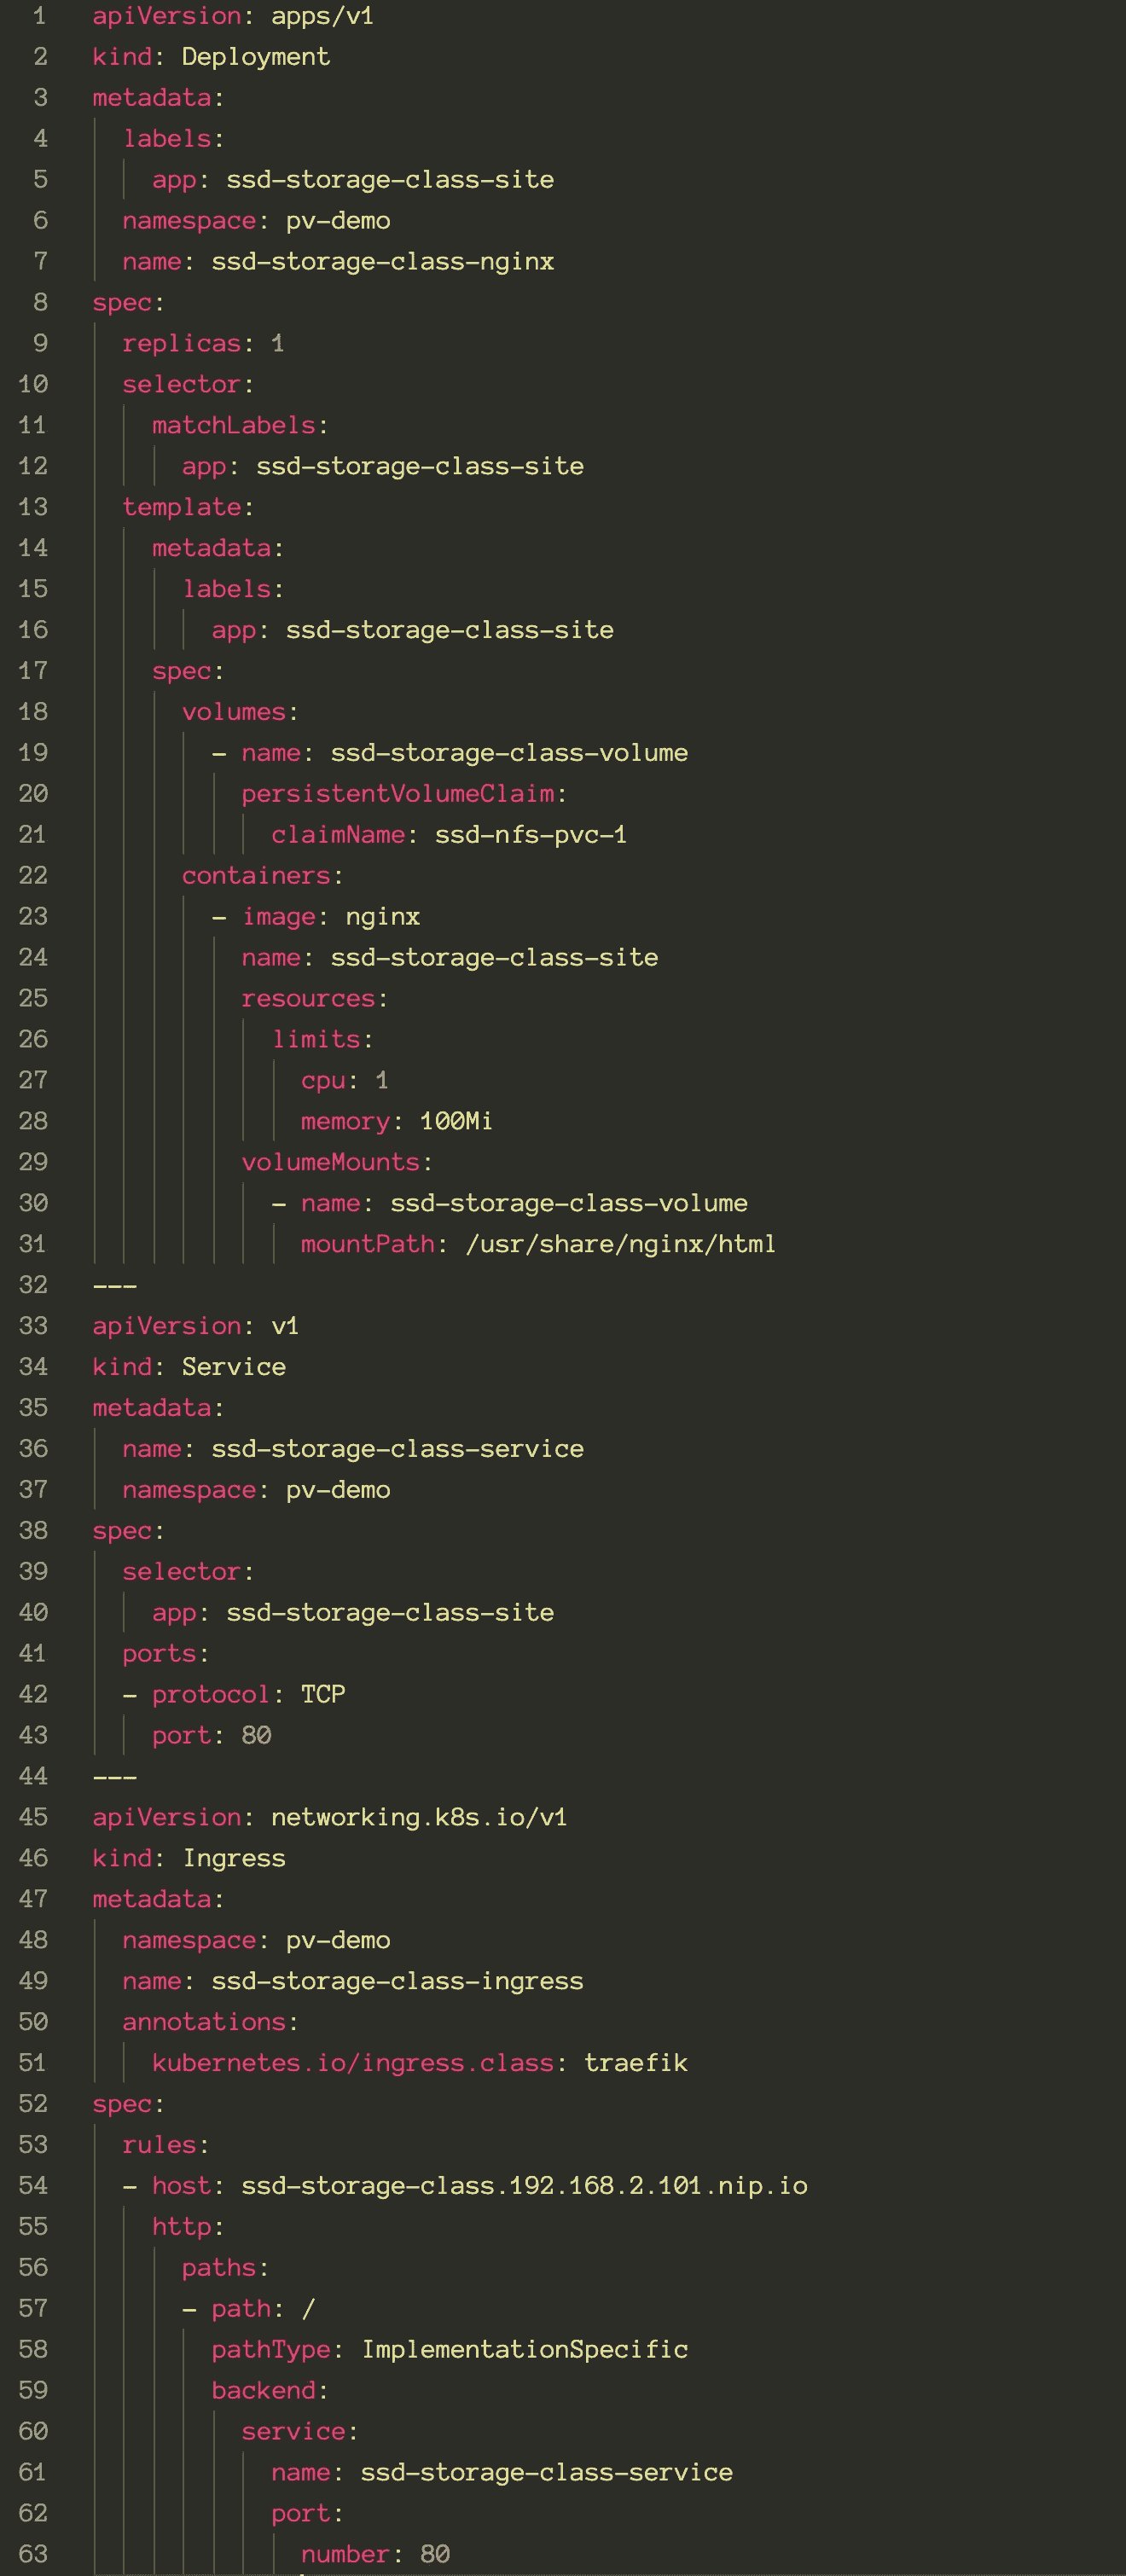 1 apiVersion: apps/v1
2 kind: Deployment
3 metadata:
4   labels:
5     app: ssd-storage-class-site
6   namespace: pv-demo
7   name: ssd-storage-class-nginx
8 spec:
9   replicas: 1
10   selector:
11     matchLabels:
12       app: ssd-storage-class-site
13   template:
14     metadata:
15       labels:
16         app: ssd-storage-class-site
17     spec:
18       volumes:
19         - name: ssd-storage-class-volume
20           persistentVolumeClaim:
21             claimName: ssd-nfs-pvc-1
22       containers:
23         - image: nginx
24           name: ssd-storage-class-site
25           resources:
26             limits:
27               cpu: 1
28               memory: 100Mi
29           volumeMounts:
30             - name: ssd-storage-class-volume
31               mountPath: /usr/share/nginx/html
32 ---
33 apiVersion: v1
34 kind: Service
35 metadata:
36   name: ssd-storage-class-service
37   namespace: pv-demo
38 spec:
39   selector:
40     app: ssd-storage-class-site
41   ports:
42   - protocol: TCP
43     port: 80
44 ---
45 apiVersion: networking.k8s.io/v1
46 kind: Ingress
47 metadata:
48   namespace: pv-demo
49   name: ssd-storage-class-ingress
50   annotations:
51     kubernetes.io/ingress.class: traefik
52 spec:
53   rules:
54   - host: ssd-storage-class.192.168.2.101.nip.io
55     http:
56       paths:
57       - path: /
58         pathType: ImplementationSpecific
59         backend:
60           service:
61             name: ssd-storage-class-service
62             port:
63               number: 80